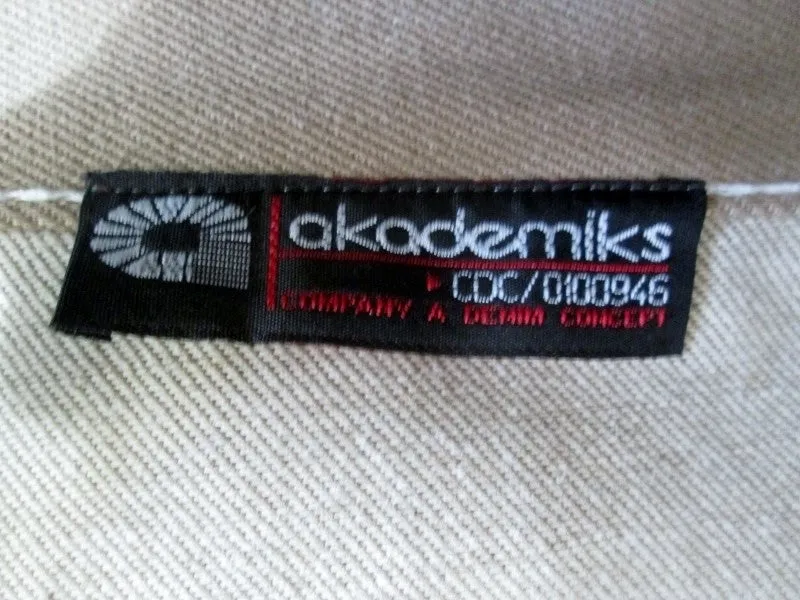 akademiks
CDC/0100946
COMPANY A DENIM CONCEPT